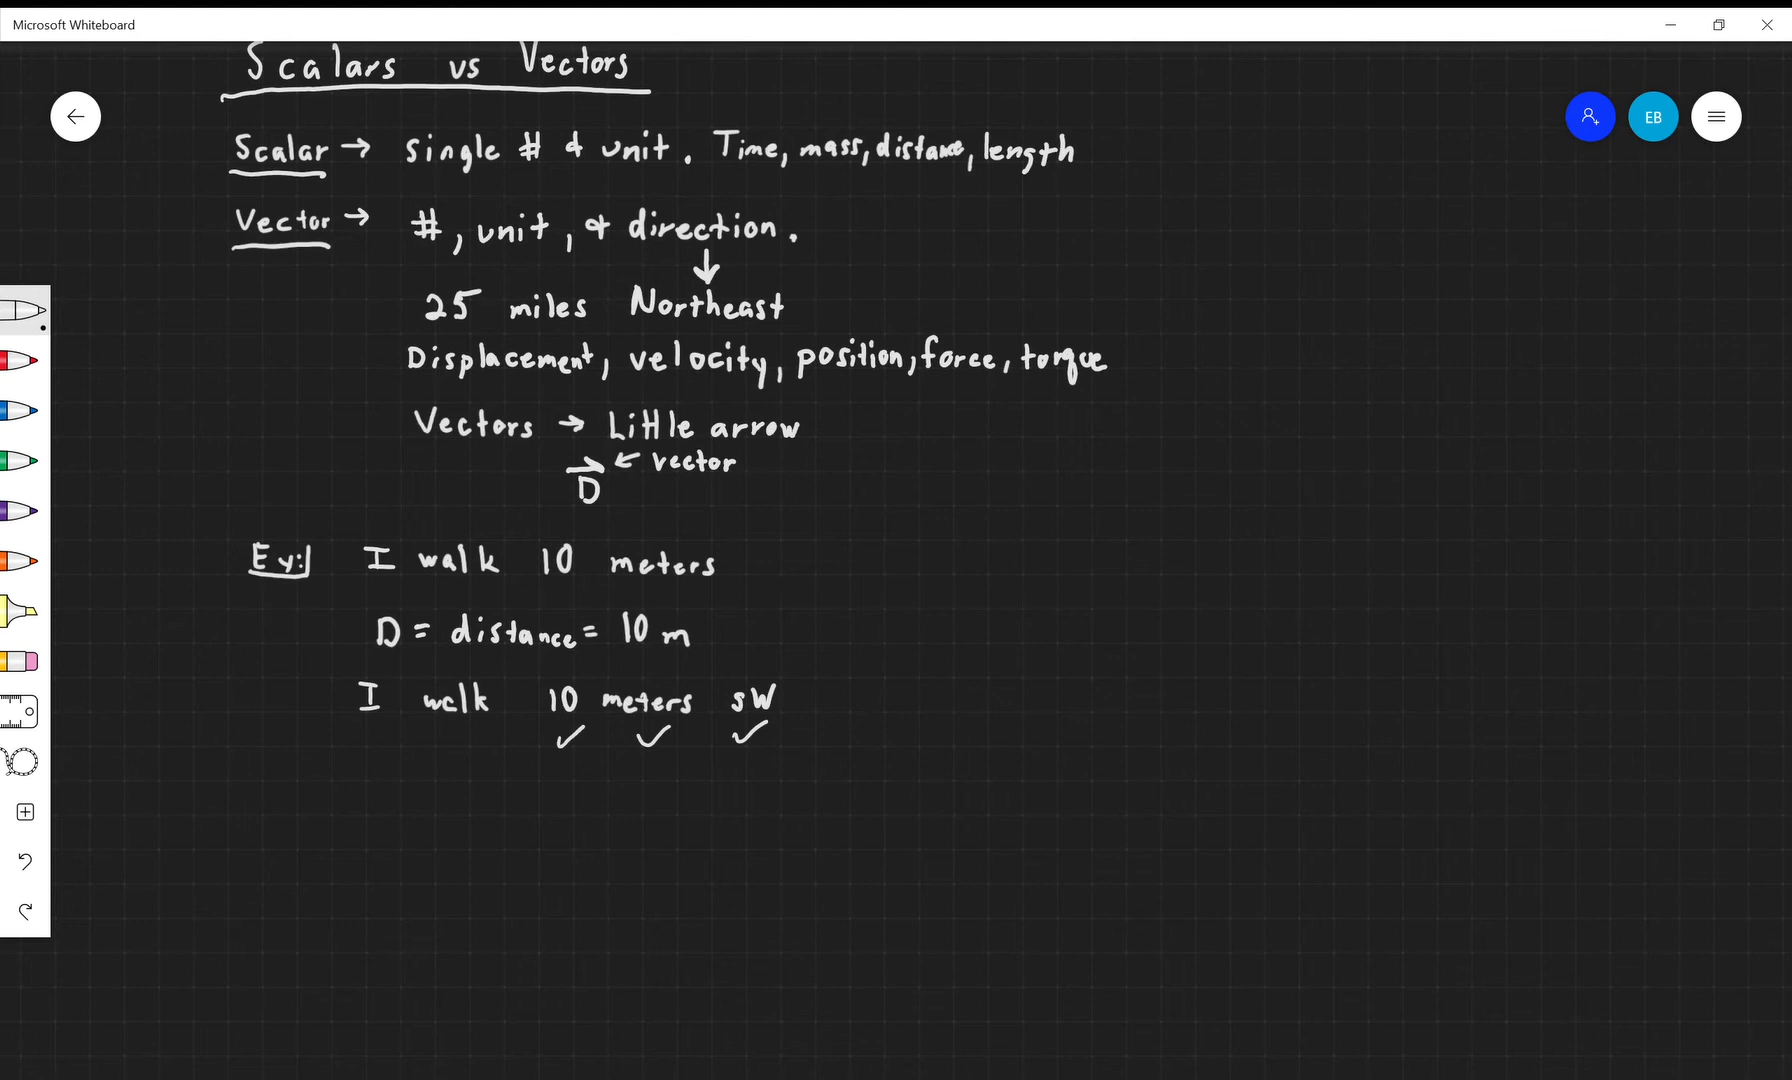 Microsoft Whiteboard
Scalars vs Vectors
EB
Scalar → single # & unit. Time, mass, distance, length
Vector → #, unit, & direction.
↓
25 miles Northeast
Displacement, velocity, position, force, torque
Vectors → Little arrow
→ ← vector
D
Ey: I walk 10 meters
D = distance = 10 m
I walk 10 meters SW
✓ ✓ ✓